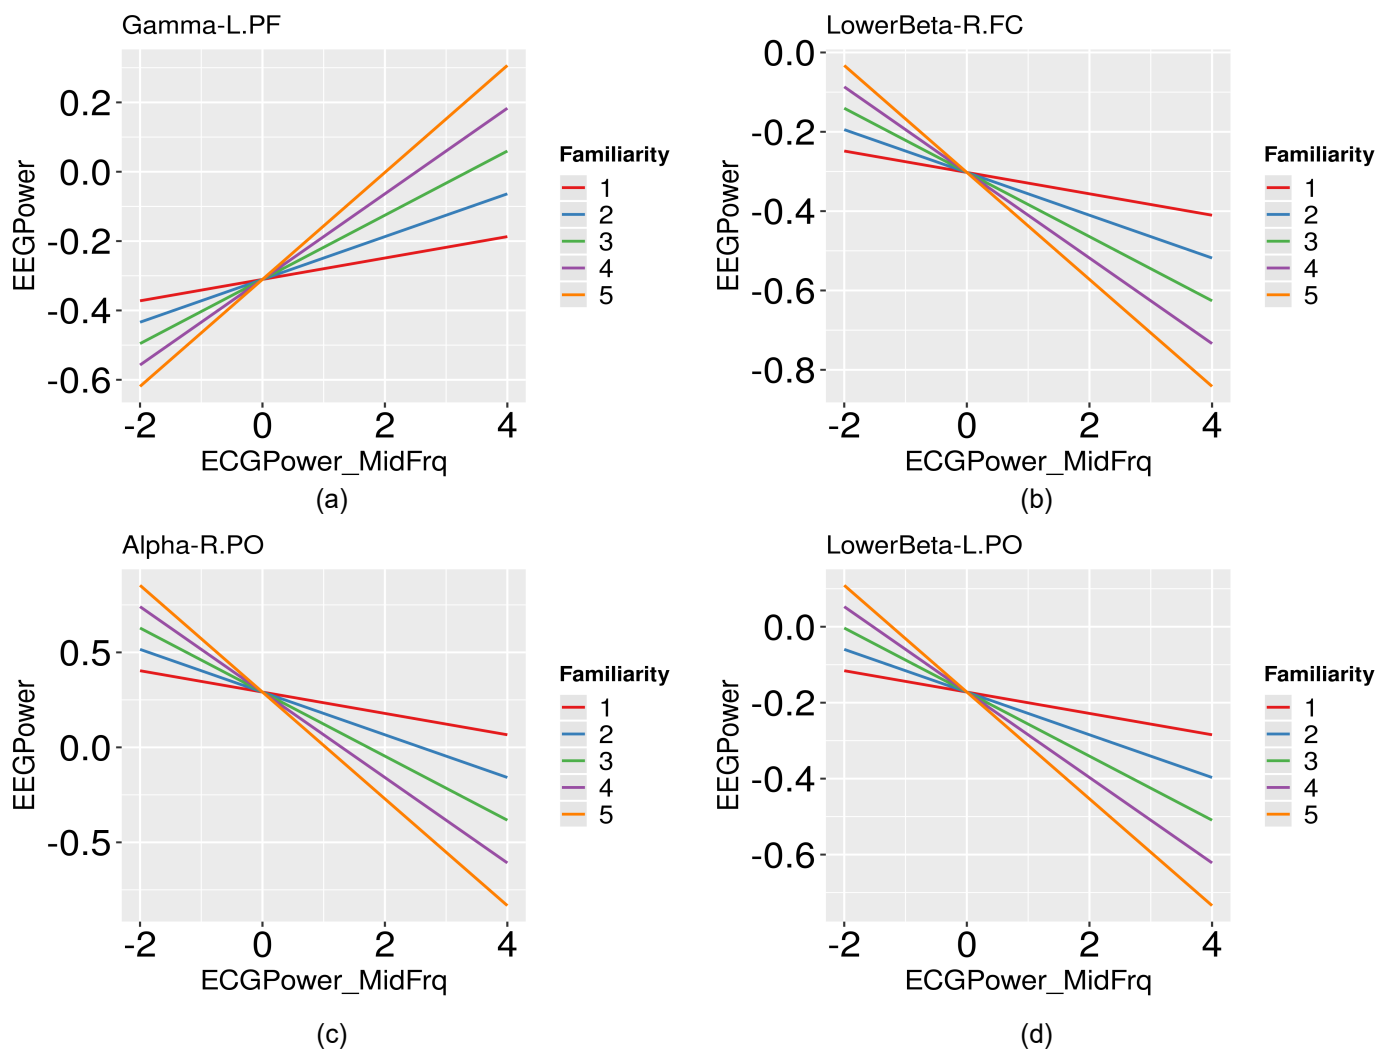 Gamma-L.PF
EEGPower
0.2
0.0
-0.2
-0.4
-0.6
-2 0 2 4
ECGPower_MidFrq
Familiarity
1
2
3
4
5
(a)
LowerBeta-R.FC
EEGPower
0.0
-0.2
-0.4
-0.6
-0.8
-2 0 2 4
ECGPower_MidFrq
Familiarity
1
2
3
4
5
(b)
Alpha-R.PO
EEGPower
0.5
0.0
-0.5
-2 0 2 4
ECGPower_MidFrq
Familiarity
1
2
3
4
5
(c)
LowerBeta-L.PO
EEGPower
0.0
-0.2
-0.4
-0.6
-2 0 2 4
ECGPower_MidFrq
Familiarity
1
2
3
4
5
(d)